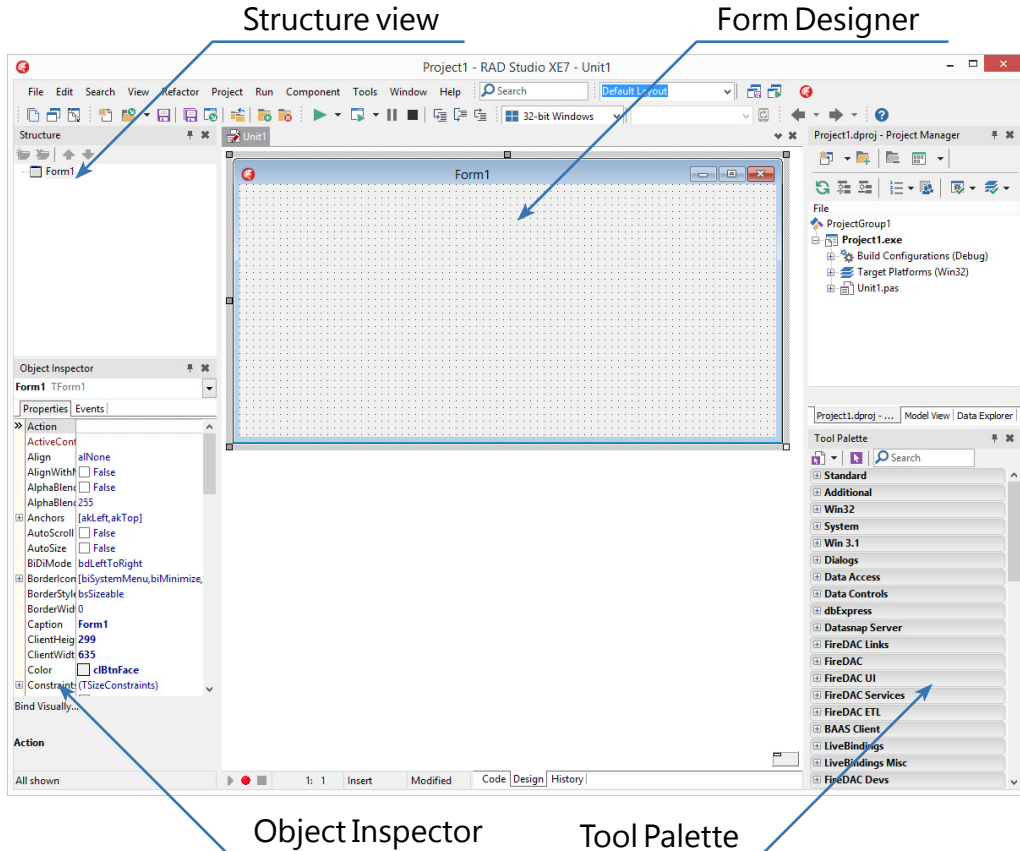 Structure view
Form Designer
Project1 - RAD Studio XE7 - Unit1
File Edit Search View Refactor Project Run Component Tools Window Help Search Default Layout
32-bit Windows
Structure
Form1
Unit1
Form1
Project1.dproj - Project Manager
File
ProjectGroup1
Project1.exe
Build Configurations (Debug)
Target Platforms (Win32)
Unit1.pas
Project1.dproj - ... Model View Data Explorer
Object Inspector
Form1 TForm1
Properties Events
Action
ActiveCont
Align alNone
AlignWithM False
AlphaBlend False
AlphaBlend 255
Anchors [akLeft,akTop]
AutoScroll False
AutoSize False
BiDiMode bdLeftToRight
BorderIcon [biSystemMenu,biMinimize,
BorderStyle bsSizeable
BorderWid 0
Caption Form1
ClientHeig 299
ClientWidt 635
Color clBtnFace
Constraints (TSizeConstraints)
Bind Visually...
Action
All shown
1: 1 Insert Modified Code Design History
Tool Palette
Search
Standard
Additional
Win32
System
Win 3.1
Dialogs
Data Access
Data Controls
dbExpress
Datasnap Server
FireDAC Links
FireDAC
FireDAC UI
FireDAC Services
FireDAC ETL
BAAS Client
LiveBindings
LiveBindings Misc
FireDAC Devs
Object Inspector
Tool Palette